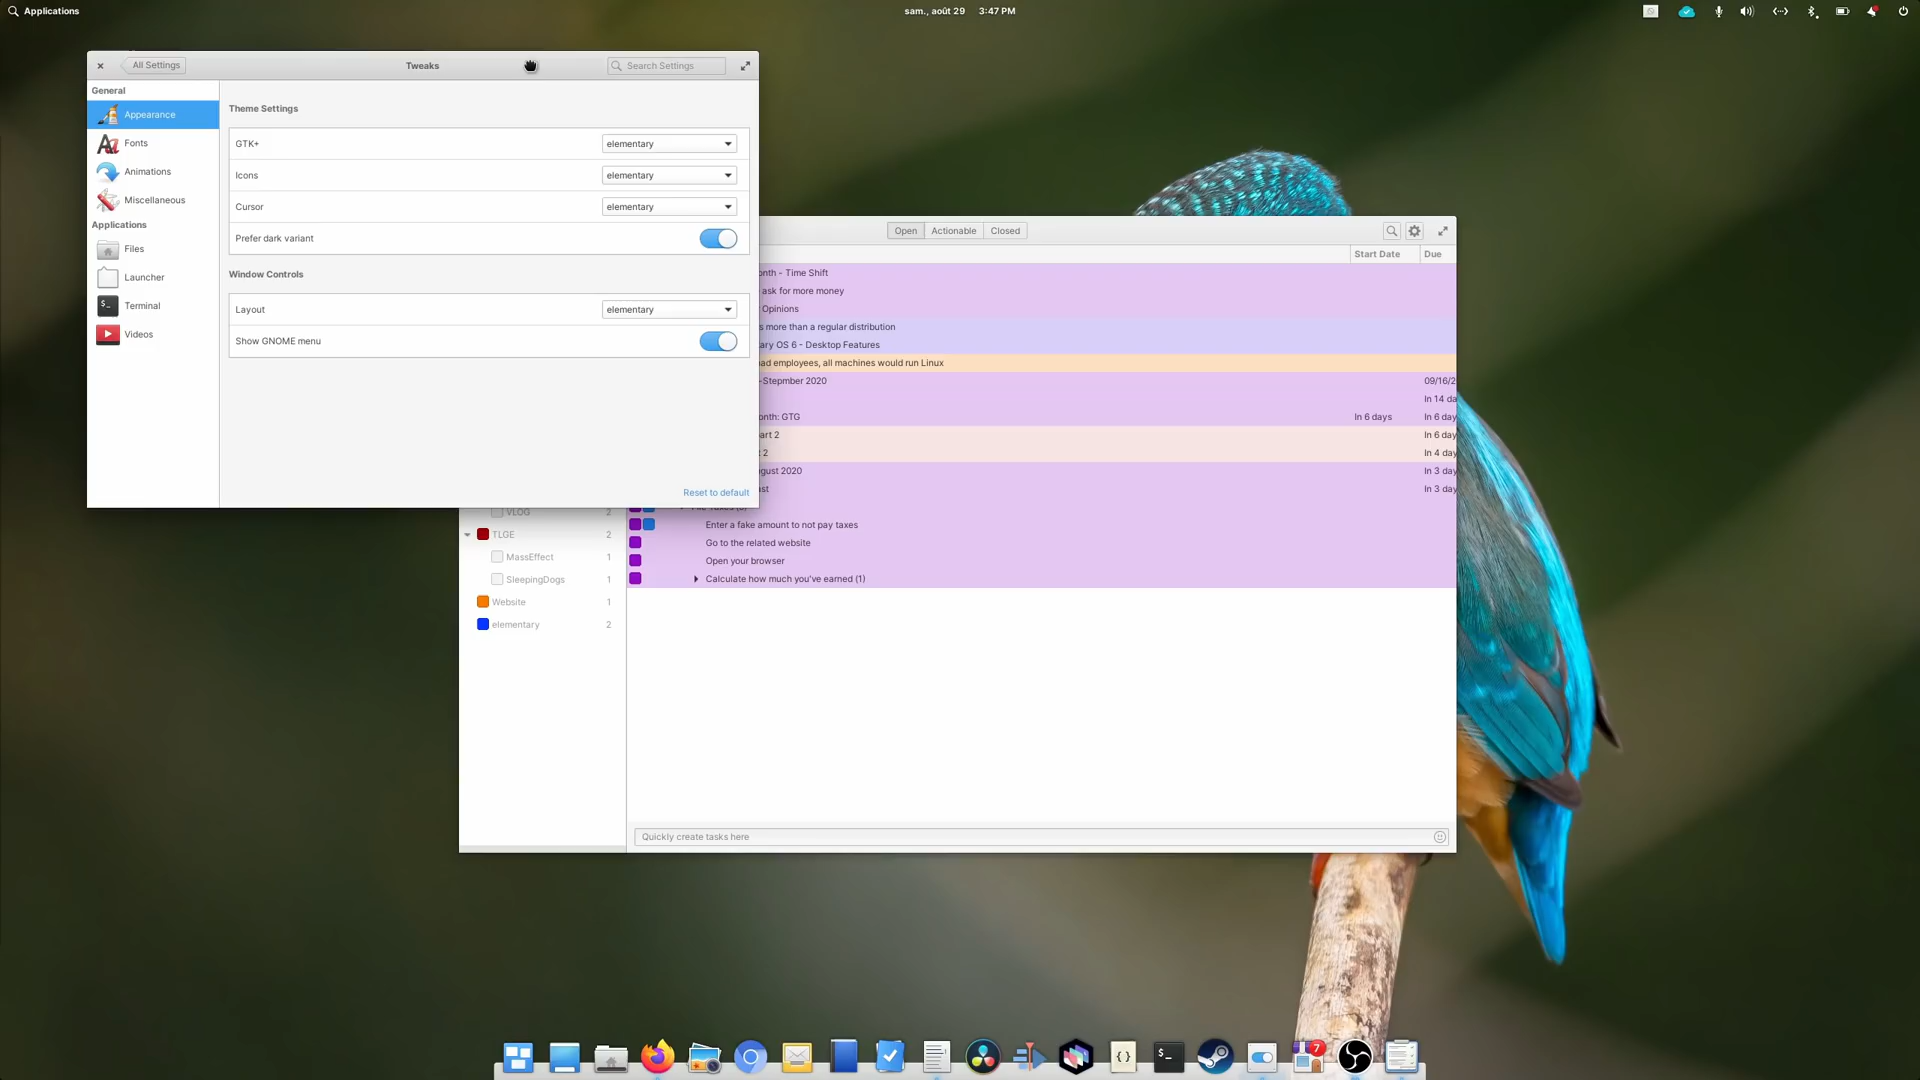 Applications
sam., août 29 3:47 PM
All Settings
Tweaks
Search Settings
General
Appearance
Fonts
Animations
Miscellaneous
Applications
Files
Launcher
Terminal
Videos
Theme Settings
GTK+ elementary
Icons elementary
Cursor elementary
Prefer dark variant
Window Controls
Layout elementary
Show GNOME menu
Reset to default
Open Actionable Closed
Start Date Due
onth - Time Shift
ask for more money
Opinions
s more than a regular distribution
ary OS 6 - Desktop Features
ad employees, all machines would run Linux
-Stepmber 2020 09/16/2
In 14 da
onth: GTG In 6 days In 6 day
art 2 In 6 day
t 2 In 4 day
gust 2020 In 3 day
ast In 3 day
VLOG
TLGE 2
MassEffect 1
SleepingDogs 1
Website 1
elementary 2
Enter a fake amount to not pay taxes
Go to the related website
Open your browser
Calculate how much you've earned (1)
Quickly create tasks here
7